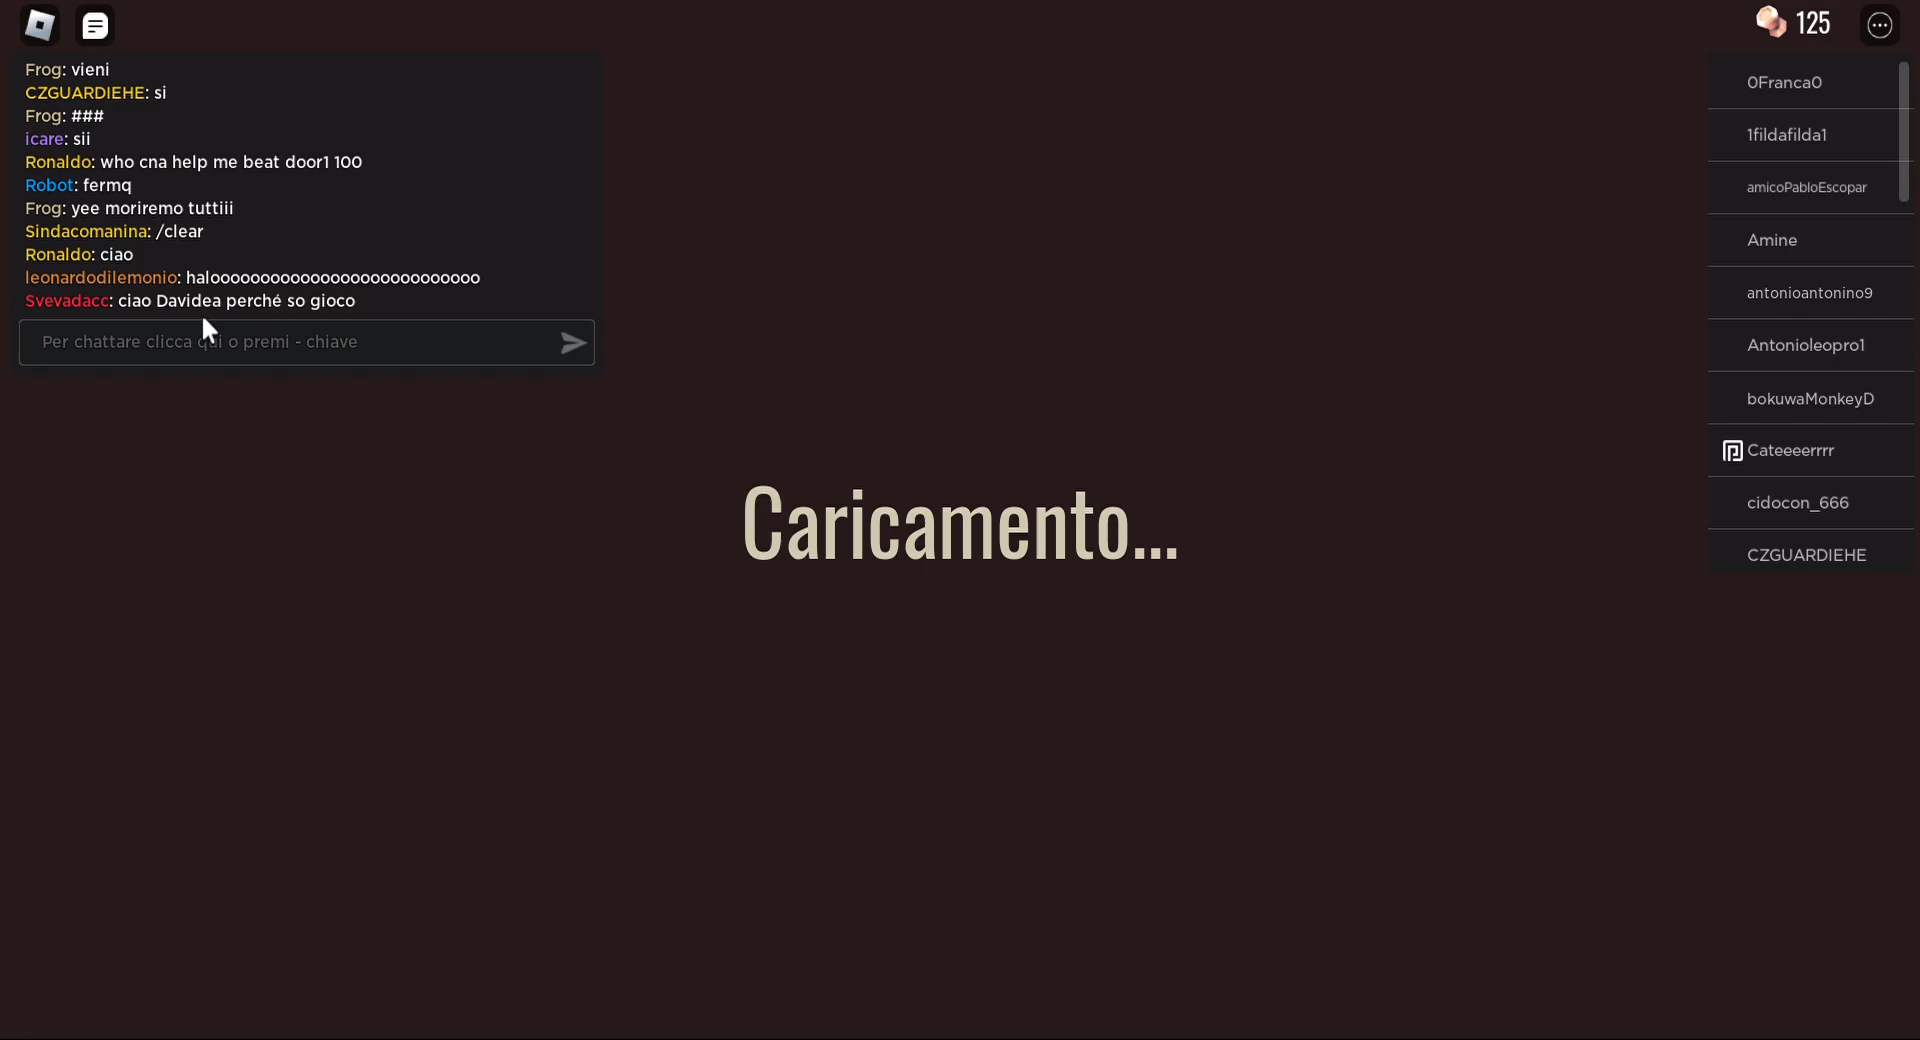 125
Frog: vieni
CZGUARDIEHE: si
Frog: ###
icare: sii
Ronaldo: who cna help me beat door1 100
Robot: fermq
Frog: yee moriremo tuttiii
Sindacomanina: /clear
Ronaldo: ciao
leonardodilemonio: halooooooooooooooooooooooooooo
Svevadacc: ciao Davidea perché so gioco
Per chattare clicca qui o premi - chiave
0Franca0
1fildafilda1
amicoPabloEscopar
Amine
antonioantonino9
Antonioleopro1
bokuwaMonkeyD
Cateeeerrrr
cidocon_666
CZGUARDIEHE
Caricamento...